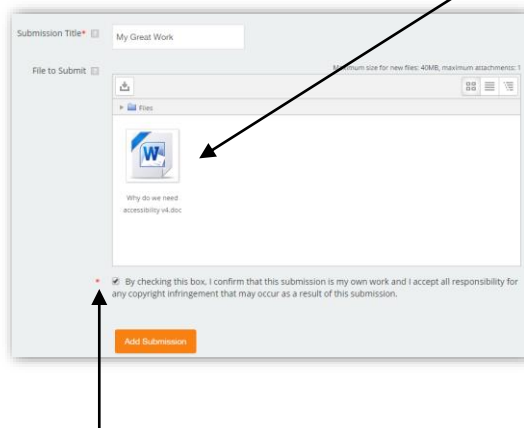 Submission Title*
My Great Work
File to Submit
Maximum size for new files: 40MB, maximum attachments: 1
Files
W
Why do we need
accessibility v4.doc
* By checking this box, I confirm that this submission is my own work and I accept all responsibility for
any copyright infringement that may occur as a result of this submission.
Add Submission